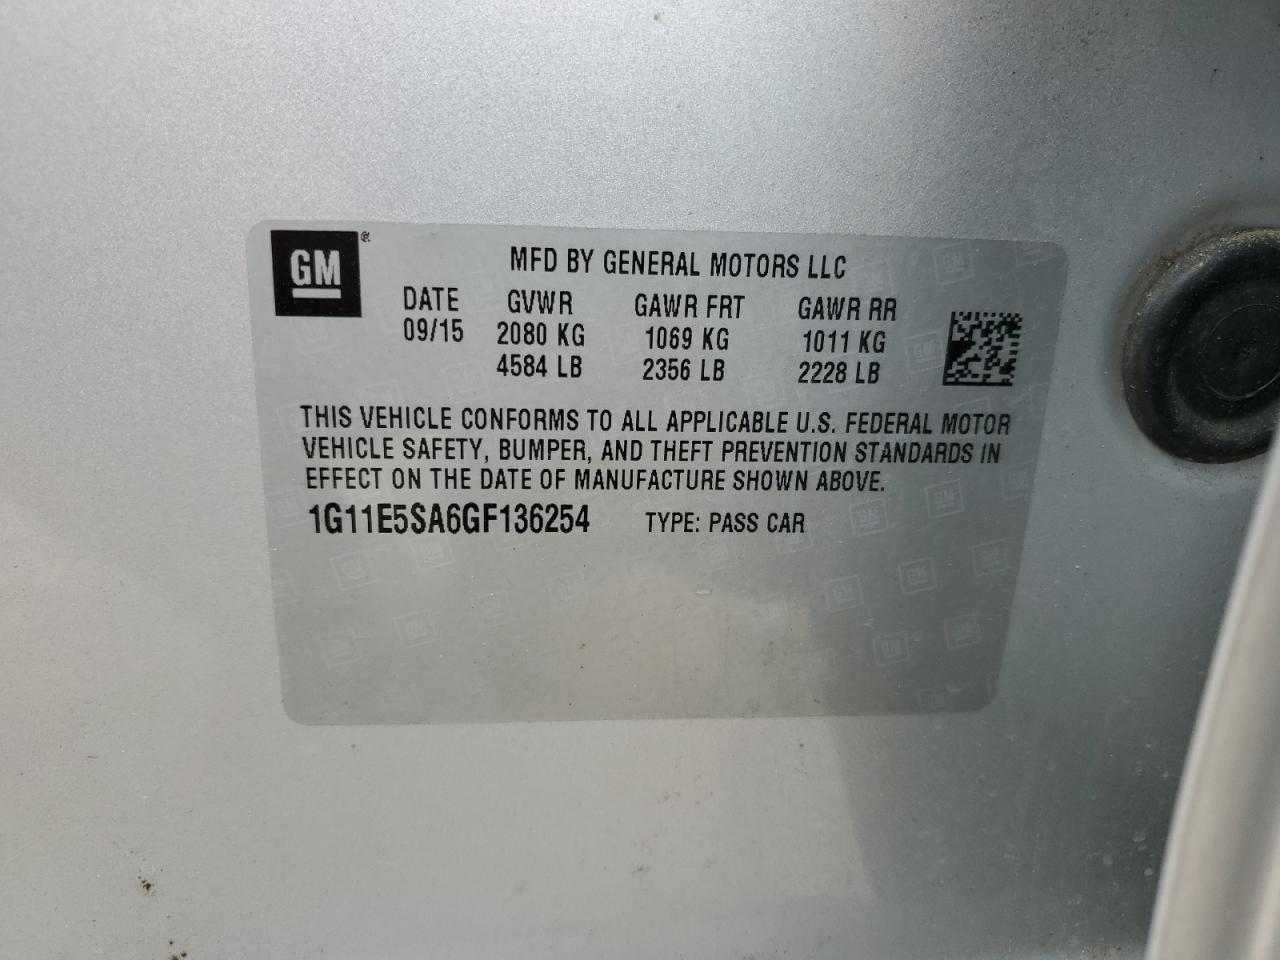 GM®
MFD BY GENERAL MOTORS LLC
DATE GVWR GAWR FRT GAWR RR
09/15 2080 KG 1069 KG 1011 KG
4584 LB 2356 LB 2228 LB
THIS VEHICLE CONFORMS TO ALL APPLICABLE U.S. FEDERAL MOTOR
VEHICLE SAFETY, BUMPER, AND THEFT PREVENTION STANDARDS IN
EFFECT ON THE DATE OF MANUFACTURE SHOWN ABOVE.
1G11E5SA6GF136254 TYPE: PASS CAR